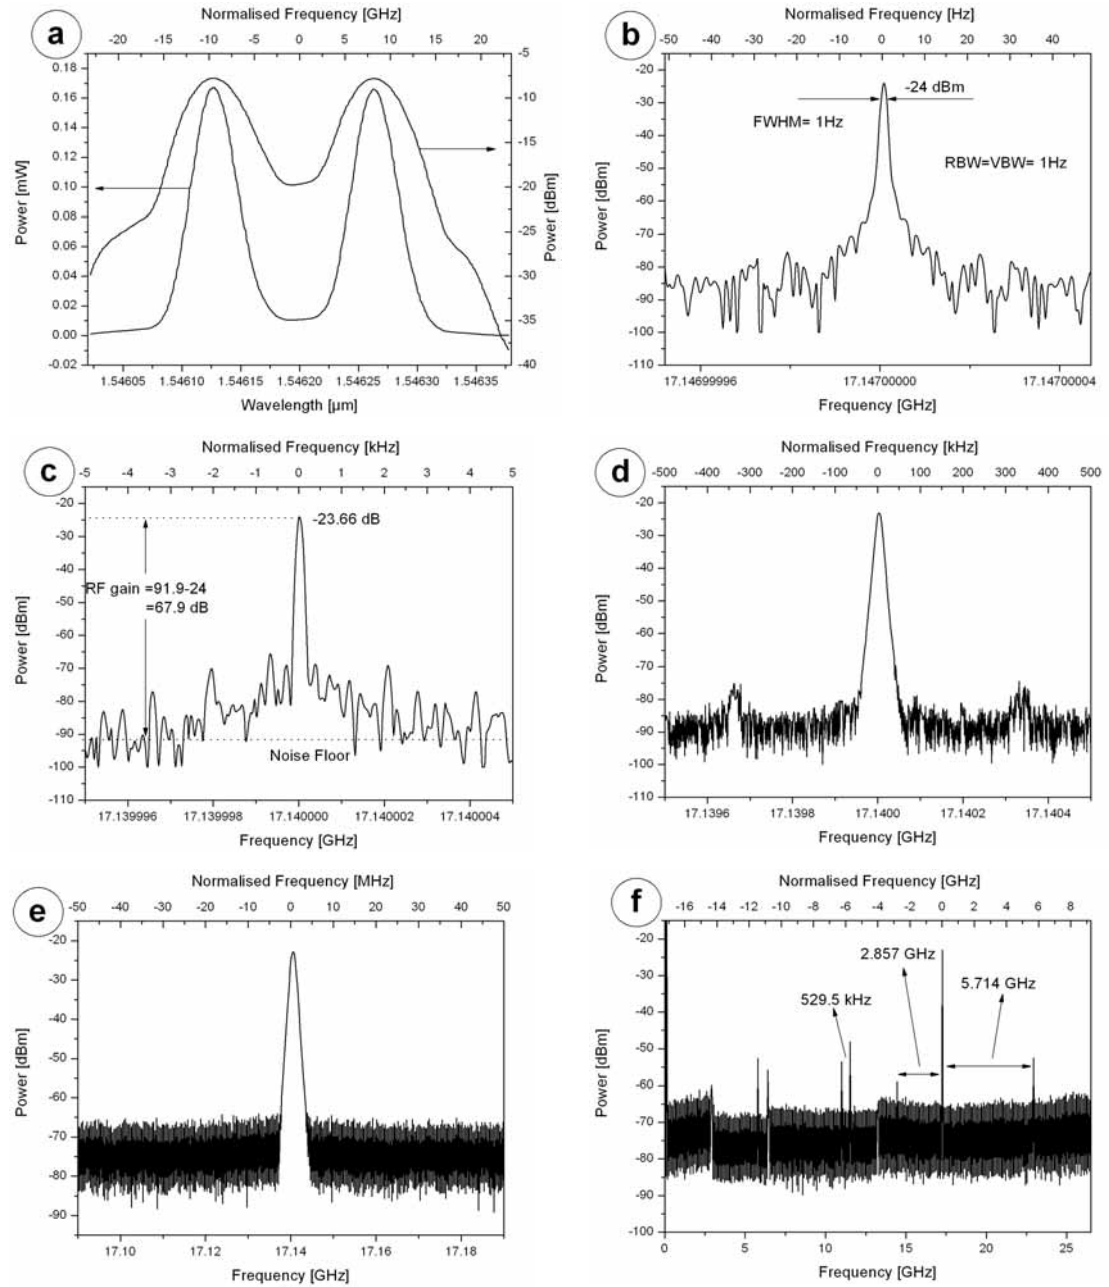 a
Normalised Frequency [GHz]
-20 -15 -10 -5 0 5 10 15 20
0.18 0.16 0.14 0.12 0.10 0.08 0.06 0.04 0.02 0.00 -0.02
Power [mW]
-5 -10 -15 -20 -25 -30 -35 -40
Power [dBm]
1.54605 1.54610 1.54615 1.54620 1.54625 1.54630 1.54635
Wavelength [µm]
b
Normalised Frequency [Hz]
-50 -40 -30 -20 -10 0 10 20 30 40
-20 -30 -40 -50 -60 -70 -80 -90 -100 -110
Power [dBm]
-24 dBm
FWHM= 1Hz
RBW=VBW= 1Hz
17.14699996 17.14700000 17.14700004
Frequency [GHz]
c
Normalised Frequency [kHz]
-5 -4 -3 -2 -1 0 1 2 3 4 5
-20 -30 -40 -50 -60 -70 -80 -90 -100 -110
Power [dBm]
-23.66 dB
RF gain =91.9-24
=67.9 dB
Noise Floor
17.139996 17.139998 17.140000 17.140002 17.140004
Frequency [GHz]
d
Normalised Frequency [kHz]
-500 -400 -300 -200 -100 0 100 200 300 400 500
-20 -30 -40 -50 -60 -70 -80 -90 -100 -110
Power [dBm]
17.1396 17.1398 17.1400 17.1402 17.1404
Frequency [GHz]
e
Normalised Frequency [MHz]
-50 -40 -30 -20 -10 0 10 20 30 40 50
-20 -30 -40 -50 -60 -70 -80 -90
Power [dBm]
17.10 17.12 17.14 17.16 17.18
Frequency [GHz]
f
Normalised Frequency [GHz]
-16 -14 -12 -10 -8 -6 -4 -2 0 2 4 6 8
-20 -30 -40 -50 -60 -70 -80 -90 -100
Power [dBm]
2.857 GHz
5.714 GHz
529.5 kHz
0 5 10 15 20 25
Frequency [GHz]